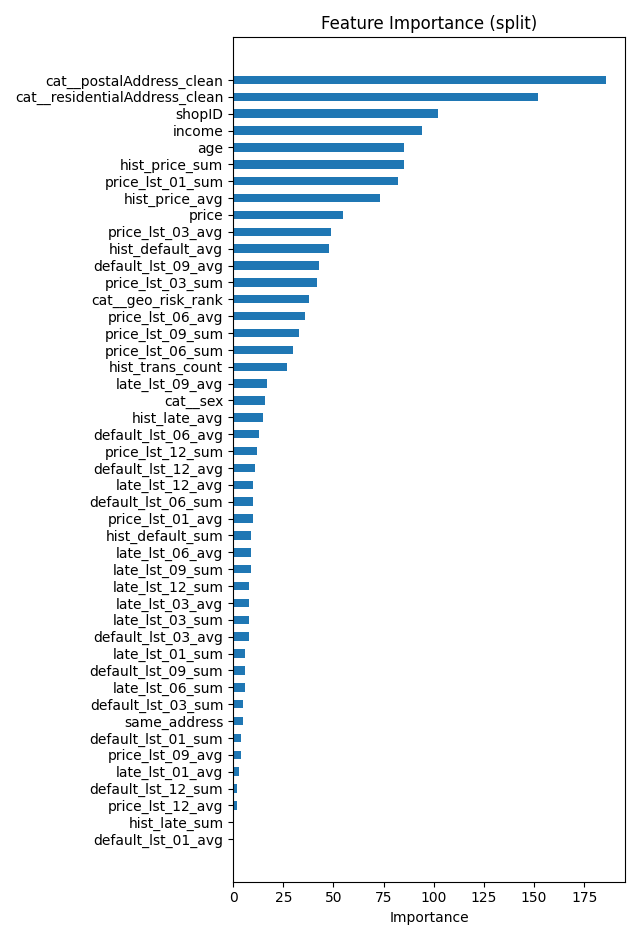 Feature Importance (split)
cat__postalAddress_clean
cat__residentialAddress_clean
shopID
income
age
hist_price_sum
price_lst_01_sum
hist_price_avg
price
price_lst_03_avg
hist_default_avg
default_lst_09_avg
price_lst_03_sum
cat__geo_risk_rank
price_lst_06_avg
price_lst_09_sum
price_lst_06_sum
hist_trans_count
late_lst_09_avg
cat__sex
hist_late_avg
default_lst_06_avg
price_lst_12_sum
default_lst_12_avg
late_lst_12_avg
default_lst_06_sum
price_lst_01_avg
hist_default_sum
late_lst_06_avg
late_lst_09_sum
late_lst_12_sum
late_lst_03_avg
late_lst_03_sum
default_lst_03_avg
late_lst_01_sum
default_lst_09_sum
late_lst_06_sum
default_lst_03_sum
same_address
default_lst_01_sum
price_lst_09_avg
late_lst_01_avg
default_lst_12_sum
price_lst_12_avg
hist_late_sum
default_lst_01_avg
0 25 50 75 100 125 150 175
Importance